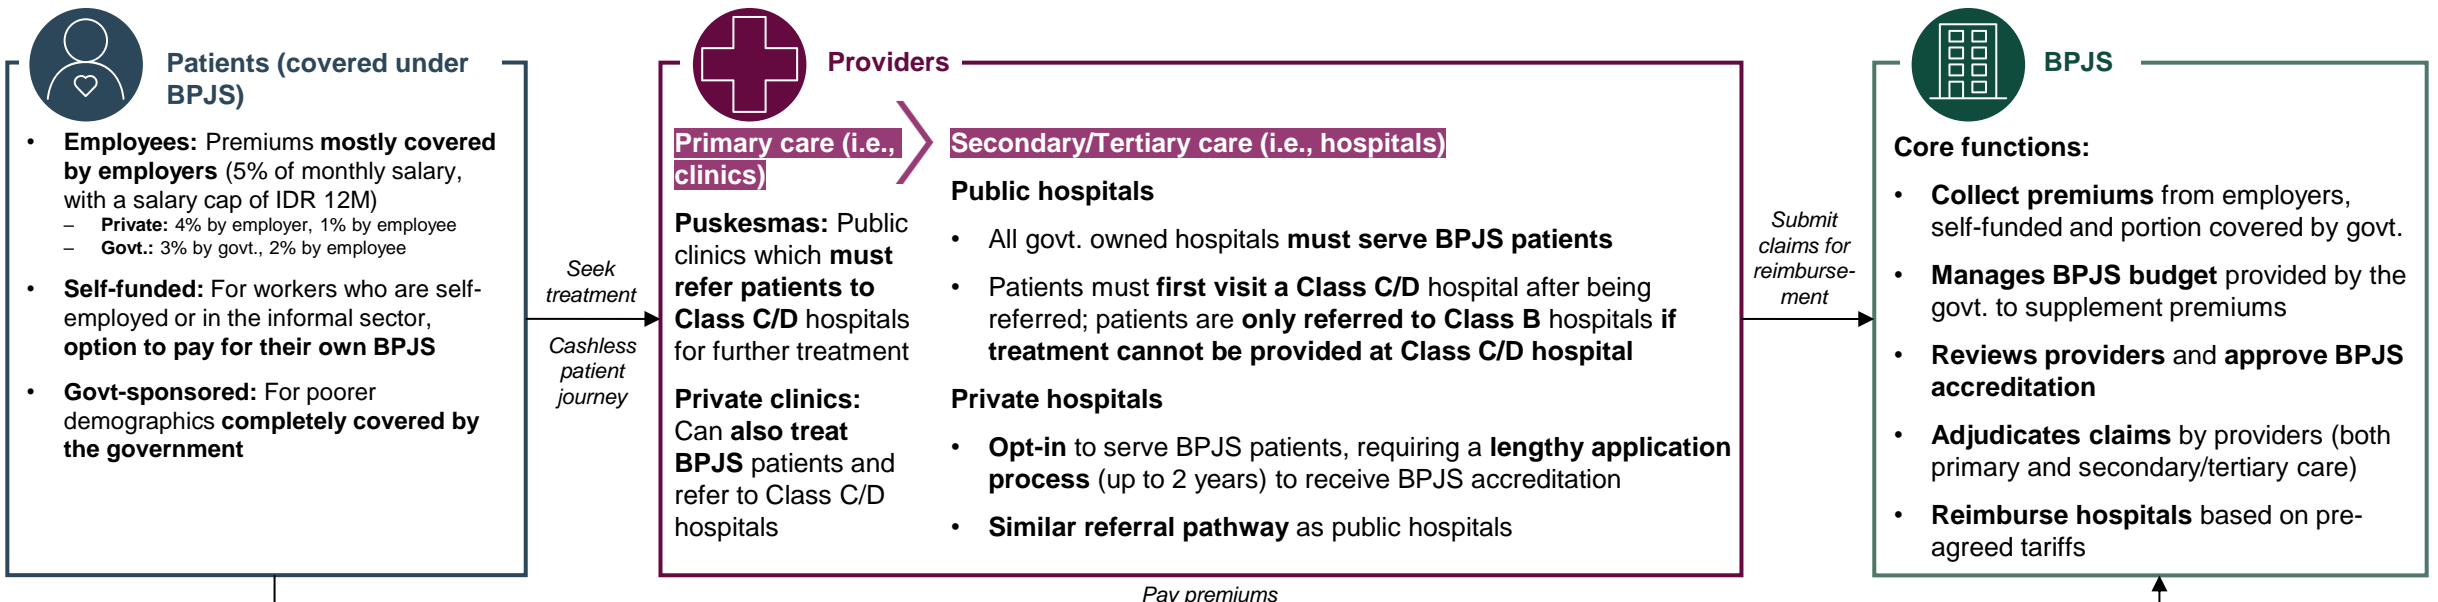 Patients (covered under
BPJS)
• Employees: Premiums mostly covered
by employers (5% of monthly salary,
with a salary cap of IDR 12M)
– Private: 4% by employer, 1% by employee
– Govt.: 3% by govt., 2% by employee
• Self-funded: For workers who are self-
employed or in the informal sector,
option to pay for their own BPJS
• Govt-sponsored: For poorer
demographics completely covered by
the government
Seek
treatment
Cashless
patient
journey
Providers
Primary care (i.e.,
clinics)
Puskesmas: Public
clinics which must
refer patients to
Class C/D hospitals
for further treatment
Private clinics:
Can also treat
BPJS patients and
refer to Class C/D
hospitals
Secondary/Tertiary care (i.e., hospitals)
Public hospitals
• All govt. owned hospitals must serve BPJS patients
• Patients must first visit a Class C/D hospital after being
referred; patients are only referred to Class B hospitals if
treatment cannot be provided at Class C/D hospital
Private hospitals
• Opt-in to serve BPJS patients, requiring a lengthy application
process (up to 2 years) to receive BPJS accreditation
• Similar referral pathway as public hospitals
Submit
claims for
reimburse-
ment
BPJS
Core functions:
• Collect premiums from employers,
self-funded and portion covered by govt.
• Manages BPJS budget provided by the
govt. to supplement premiums
• Reviews providers and approve BPJS
accreditation
• Adjudicates claims by providers (both
primary and secondary/tertiary care)
• Reimburse hospitals based on pre-
agreed tariffs
Pay premiums